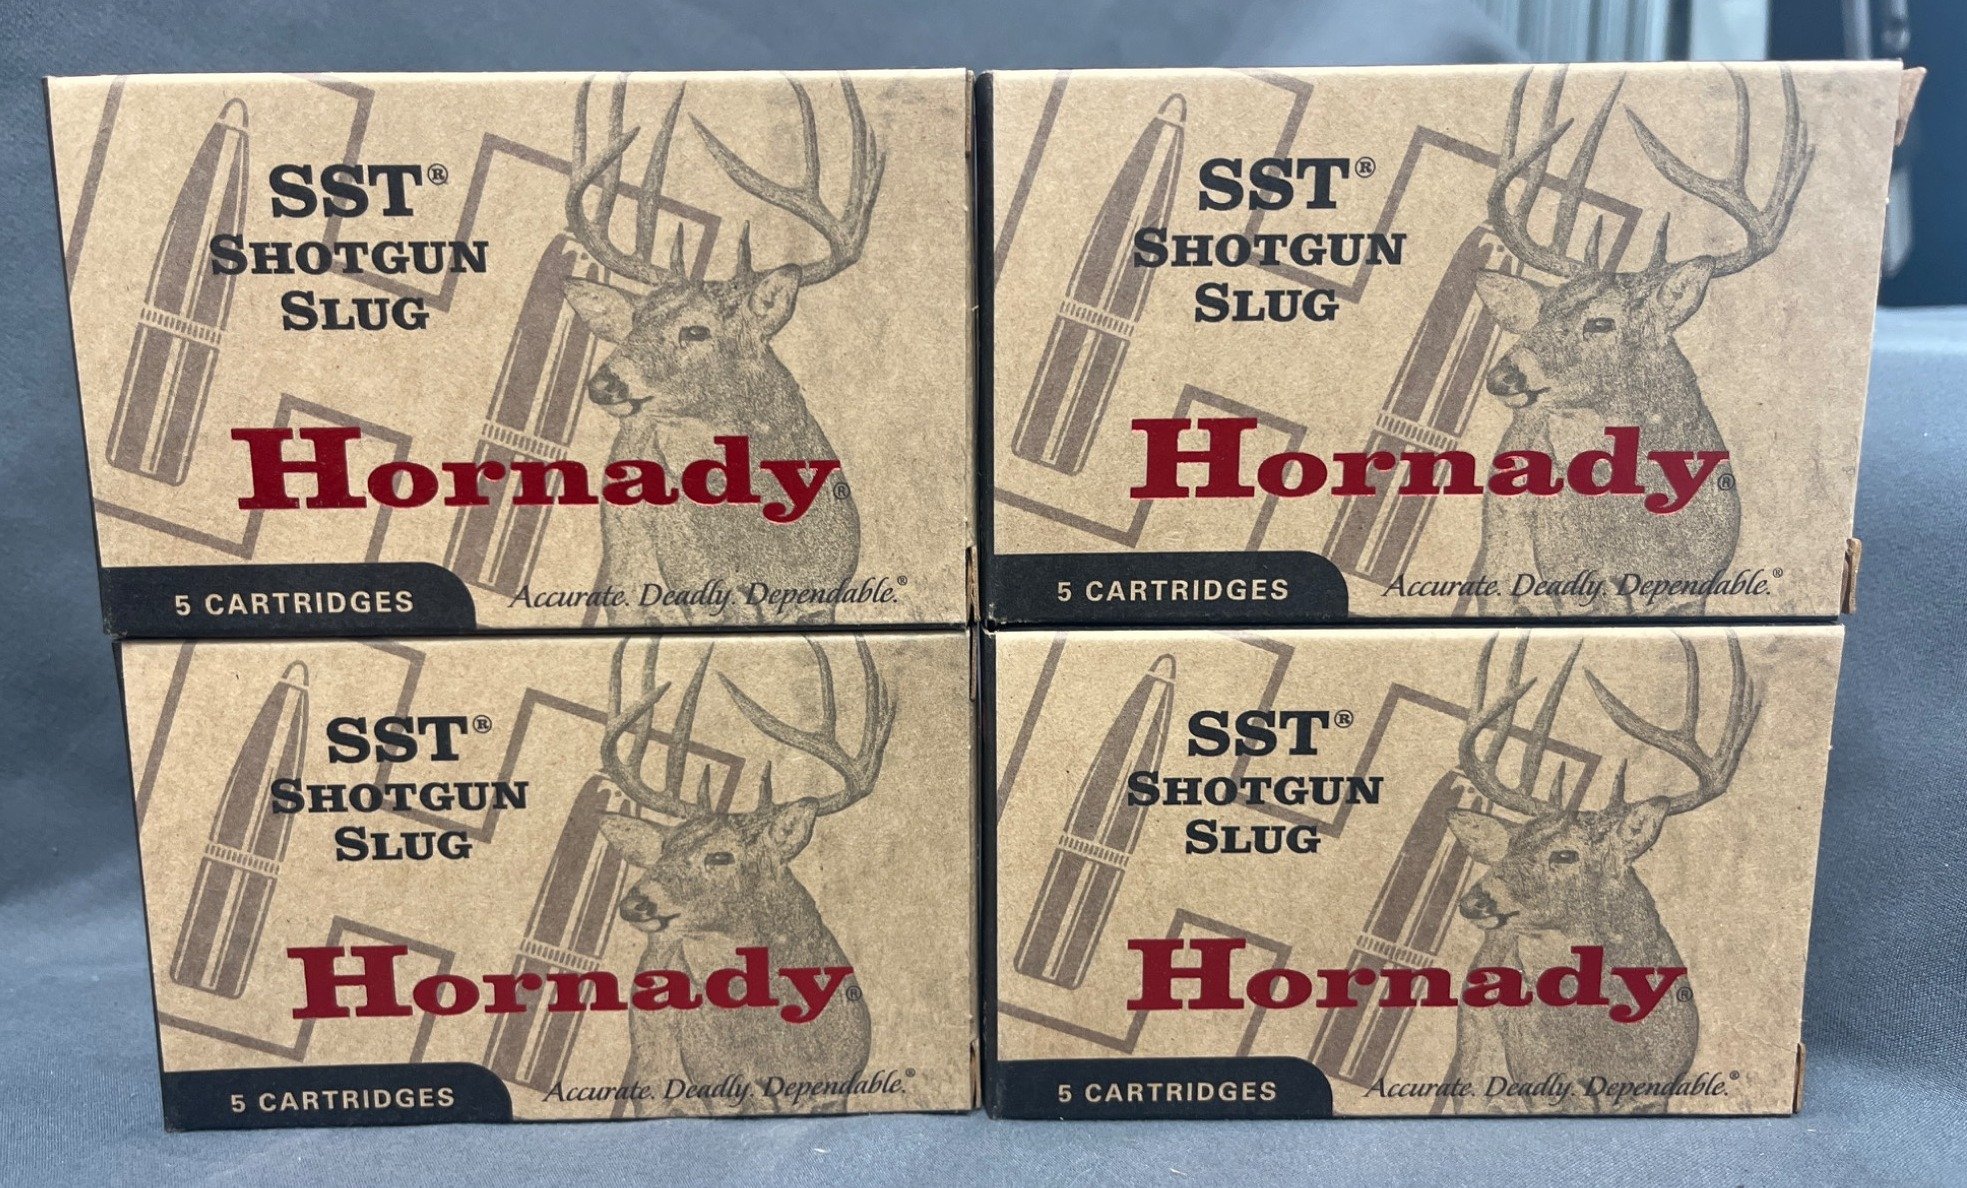 SST®
SHOTGUN
SLUG
Hornady®
5 CARTRIDGES
Accurate. Deadly. Dependable.®
SST®
SHOTGUN
SLUG
Hornady®
5 CARTRIDGES
Accurate. Deadly. Dependable.®
SST®
SHOTGUN
SLUG
Hornady®
5 CARTRIDGES
Accurate. Deadly. Dependable.®
SST®
SHOTGUN
SLUG
Hornady®
5 CARTRIDGES
Accurate. Deadly. Dependable.®